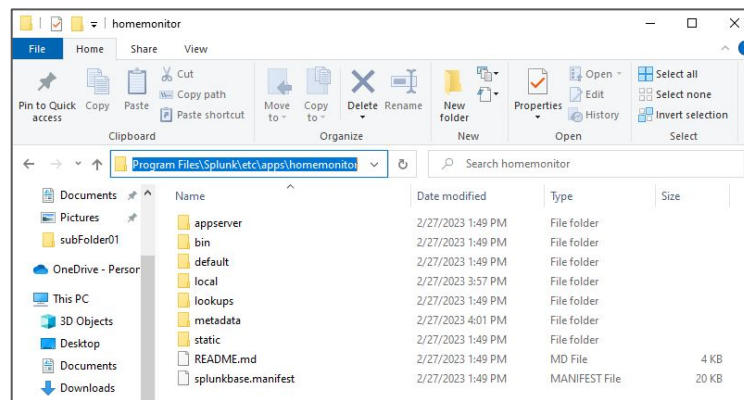 homemonitor
File Home Share View
Pin to Quick access
Copy
Paste
Cut
Copy path
Paste shortcut
Clipboard
Move to
Copy to
Delete
Rename
Organize
New folder
New
Properties
Open
Edit
History
Open
Select all
Select none
Invert selection
Select
Program Files\Splunk\etc\apps\homemonitor
Search homemonitor
Documents
Pictures
subFolder01
OneDrive - Person
This PC
3D Objects
Desktop
Documents
Downloads
Name Date modified Type Size
appserver 2/27/2023 1:49 PM File folder
bin 2/27/2023 1:49 PM File folder
default 2/27/2023 1:49 PM File folder
local 2/27/2023 3:57 PM File folder
lookups 2/27/2023 1:49 PM File folder
metadata 2/27/2023 4:01 PM File folder
static 2/27/2023 1:49 PM File folder
README.md 2/27/2023 1:49 PM MD File 4 KB
splunkbase.manifest 2/27/2023 1:49 PM MANIFEST File 20 KB